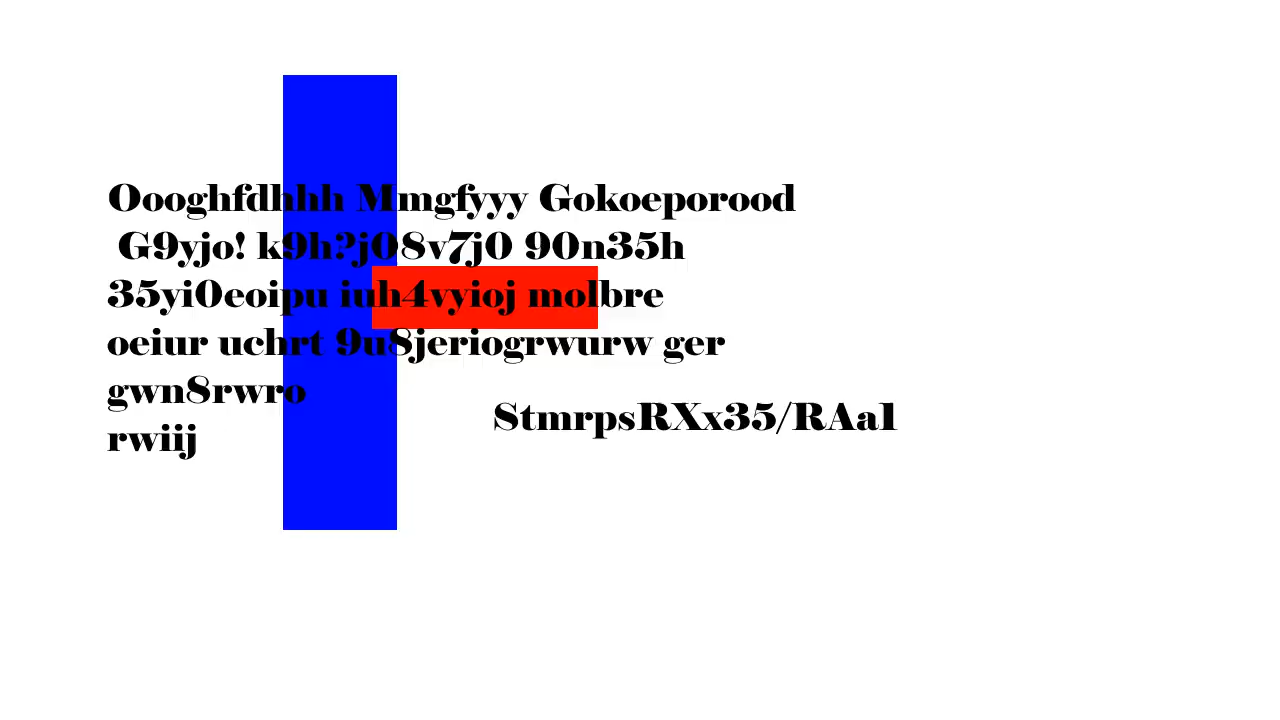 Oooghfdhhh Mmgfyyy Gokoeporood
G9yjo! k9h?j08v7j0 90n35h
35yi0eoipu iuh4vyioj molbre
oeiur uchrt 9u8jeriogrwurw ger
gwn8rwro
rwiij
StmrpsRXx35/RAa1